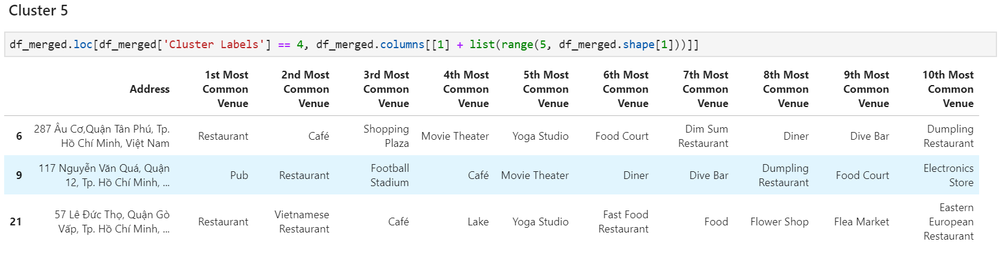 Cluster 5
df_merged.loc[df_merged['Cluster Labels'] == 4, df_merged.columns[[1] + list(range(5, df_merged.shape[1]))]]
Address 1st Most Common Venue 2nd Most Common Venue 3rd Most Common Venue 4th Most Common Venue 5th Most Common Venue 6th Most Common Venue 7th Most Common Venue 8th Most Common Venue 9th Most Common Venue 10th Most Common Venue
6 287 Âu Cơ,Quận Tân Phú, Tp. Hồ Chí Minh, Việt Nam Restaurant Café Shopping Plaza Movie Theater Yoga Studio Food Court Dim Sum Restaurant Diner Dive Bar Dumpling Restaurant
9 117 Nguyễn Văn Quá, Quận 12, Tp. Hồ Chí Minh, ... Pub Restaurant Football Stadium Café Movie Theater Diner Dive Bar Dumpling Restaurant Food Court Electronics Store
21 57 Lê Đức Thọ, Quận Gò Vấp, Tp. Hồ Chí Minh, ... Restaurant Vietnamese Restaurant Café Lake Yoga Studio Fast Food Restaurant Food Flower Shop Flea Market Eastern European Restaurant